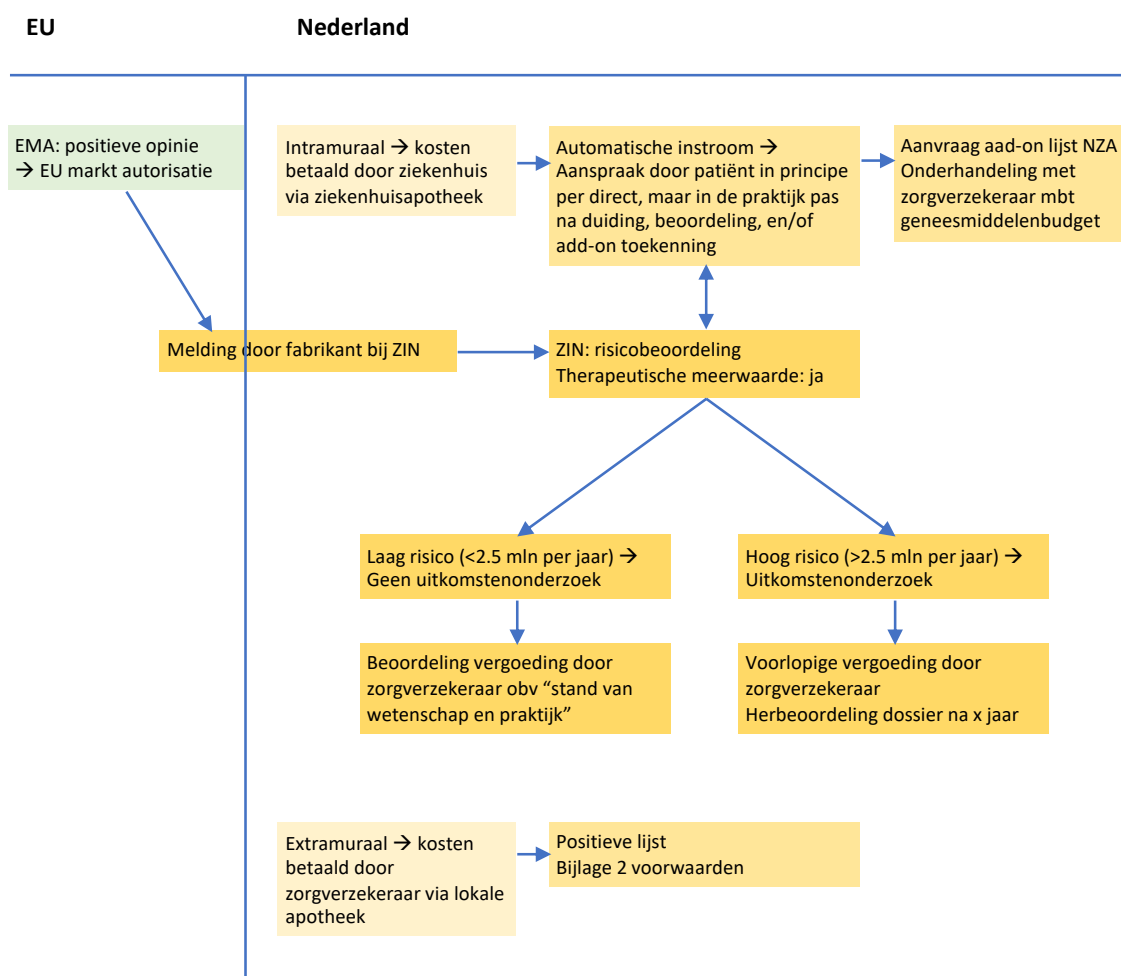 EU
Nederland
EMA: positieve opinie
→ EU markt autorisatie
Intramuraal → kosten
betaald door ziekenhuis
via ziekenhuisapotheek
Automatische instroom →
Aanspraak door patiënt in principe
per direct, maar in de praktijk pas
na duiding, beoordeling, en/of
add-on toekenning
Aanvraag aad-on lijst NZA
Onderhandeling met
zorgverzekeraar mbt
geneesmiddelenbudget
Melding door fabrikant bij ZIN
ZIN: risicobeoordeling
Therapeutische meerwaarde: ja
Laag risico (<2.5 mln per jaar) →
Geen uitkomstenonderzoek
Hoog risico (>2.5 mln per jaar) →
Uitkomstenonderzoek
Beoordeling vergoeding door
zorgverzekeraar obv “stand van
wetenschap en praktijk”
Voorlopige vergoeding door
zorgverzekeraar
Herbeoordeling dossier na x jaar
Extramuraal → kosten
betaald door
zorgverzekeraar via lokale
apotheek
Positieve lijst
Bijlage 2 voorwaarden